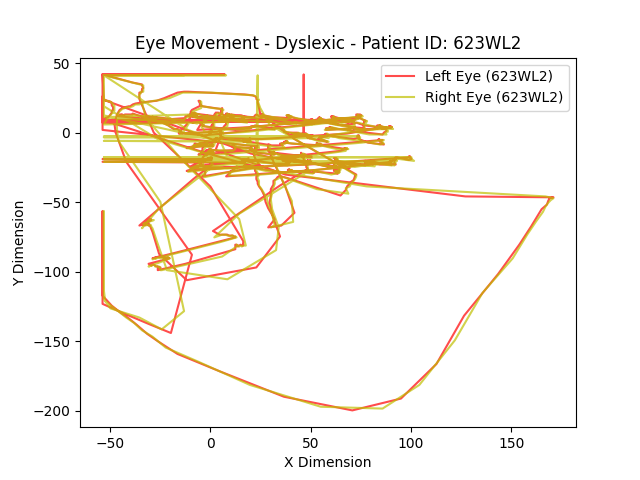 Eye Movement - Dyslexic - Patient ID: 623WL2
Left Eye (623WL2)
Right Eye (623WL2)
50
0
−50
−100
−150
−200
Y Dimension
−50
0
50
100
150
X Dimension